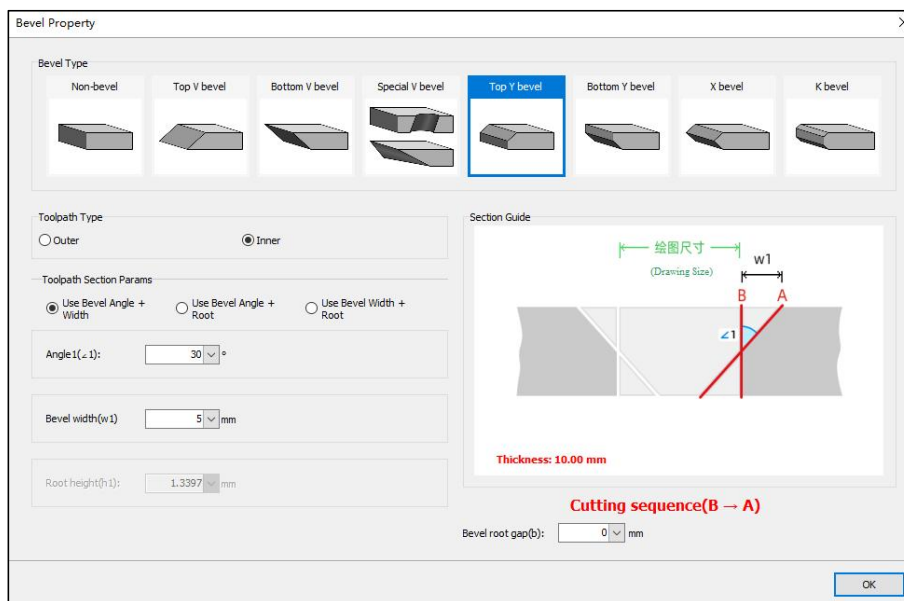 Bevel Property
Bevel Type
Non-bevel
Top V bevel
Bottom V bevel
Special V bevel
Top Y bevel
Bottom Y bevel
X bevel
K bevel
Toolpath Type
Outer
Inner
Toolpath Section Params
Use Bevel Angle +
Width
Use Bevel Angle +
Root
Use Bevel Width +
Root
Angle1(∠1):
30
°
Bevel width(w1)
5
mm
Root height(h1):
1.3397
mm
Section Guide
绘图尺寸
(Drawing Size)
w1
B
A
∠1
Thickness: 10.00 mm
Cutting sequence(B → A)
Bevel root gap(b):
0
mm
OK